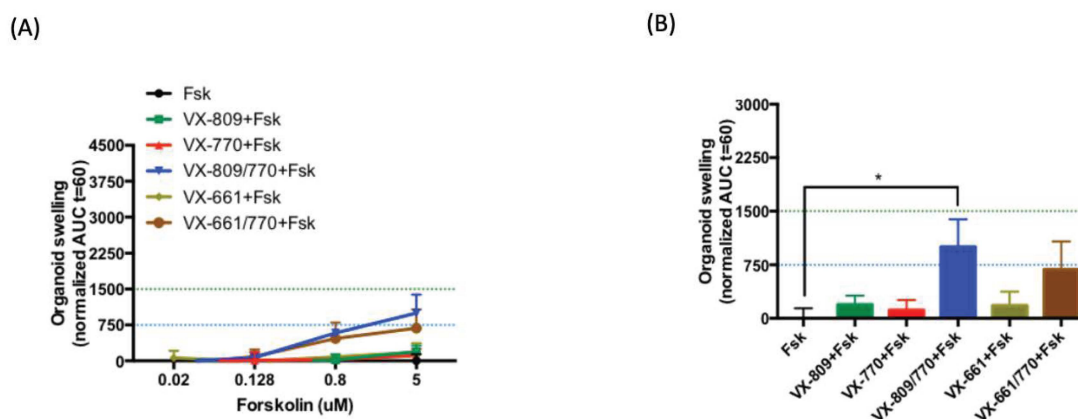 (A)
Fsk
VX-809+Fsk
VX-770+Fsk
VX-809/770+Fsk
VX-661+Fsk
VX-661/770+Fsk
Organoid swelling
(normalized AUC t=60)
4500
3750
3000
2250
1500
750
0
0.02 0.128 0.8 5
Forskolin (uM)
(B)
Organoid swelling
(normalized AUC t=60)
3000
2250
1500
750
0
*
Fsk
VX-809+Fsk
VX-770+Fsk
VX-809/770+Fsk
VX-661+Fsk
VX-661/770+Fsk